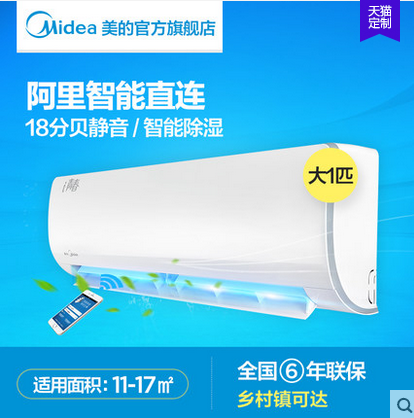 Midea 美的官方旗舰店
天猫
定制
阿里智能直连
18分贝静音/智能除湿
大1匹
适用面积：11-17㎡
全国⑥年联保
乡村镇可达